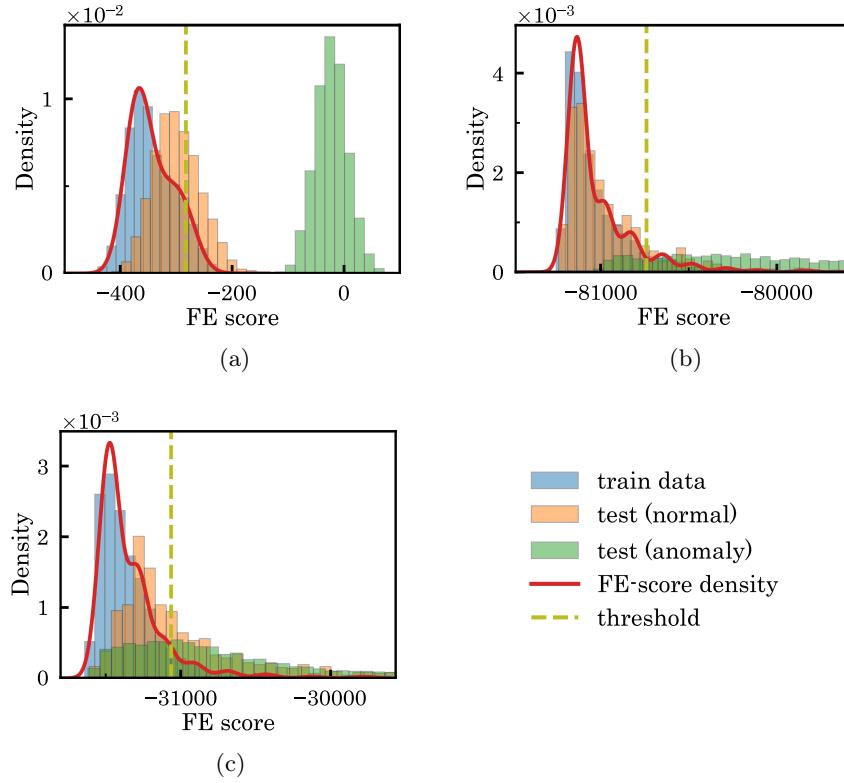 ×10⁻²
Density
1
0
−400
−200
0
FE score
(a)
×10⁻³
Density
4
2
0
−81000
−80000
FE score
(b)
×10⁻³
Density
3
2
1
0
−31000
−30000
FE score
(c)
train data
test (normal)
test (anomaly)
FE-score density
threshold